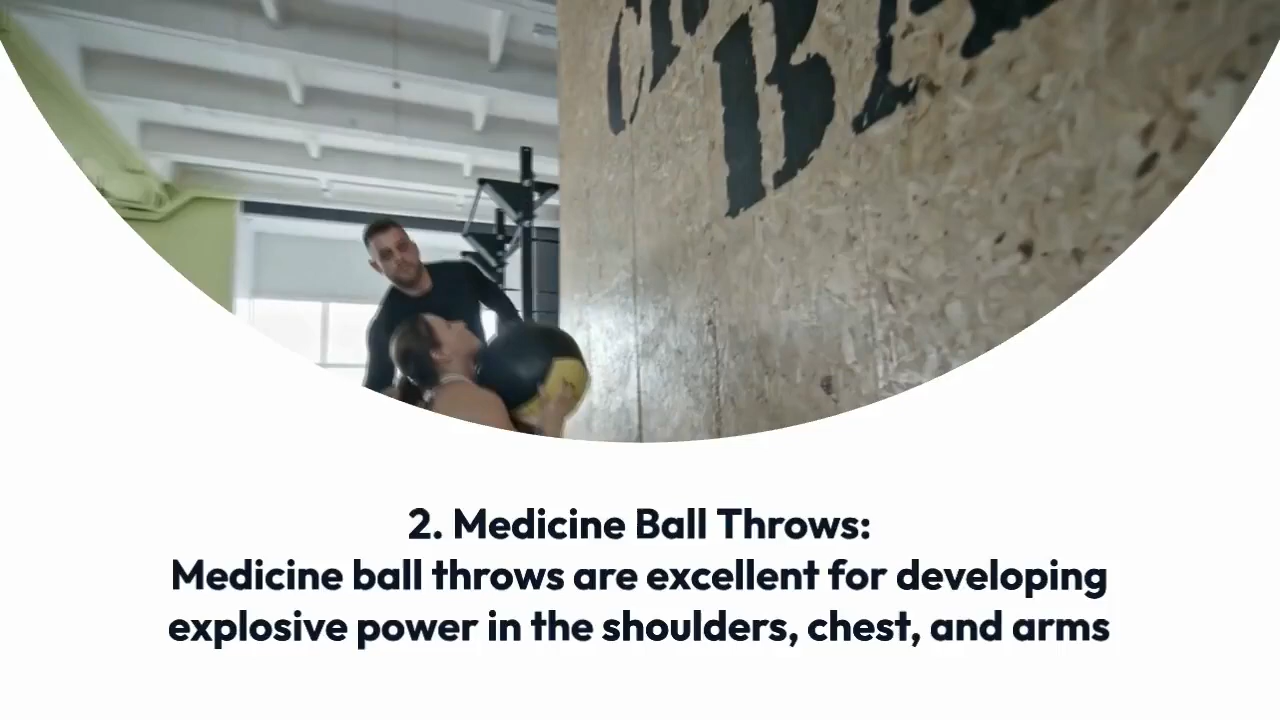 2. Medicine Ball Throws:
Medicine ball throws are excellent for developing
explosive power in the shoulders, chest, and arms